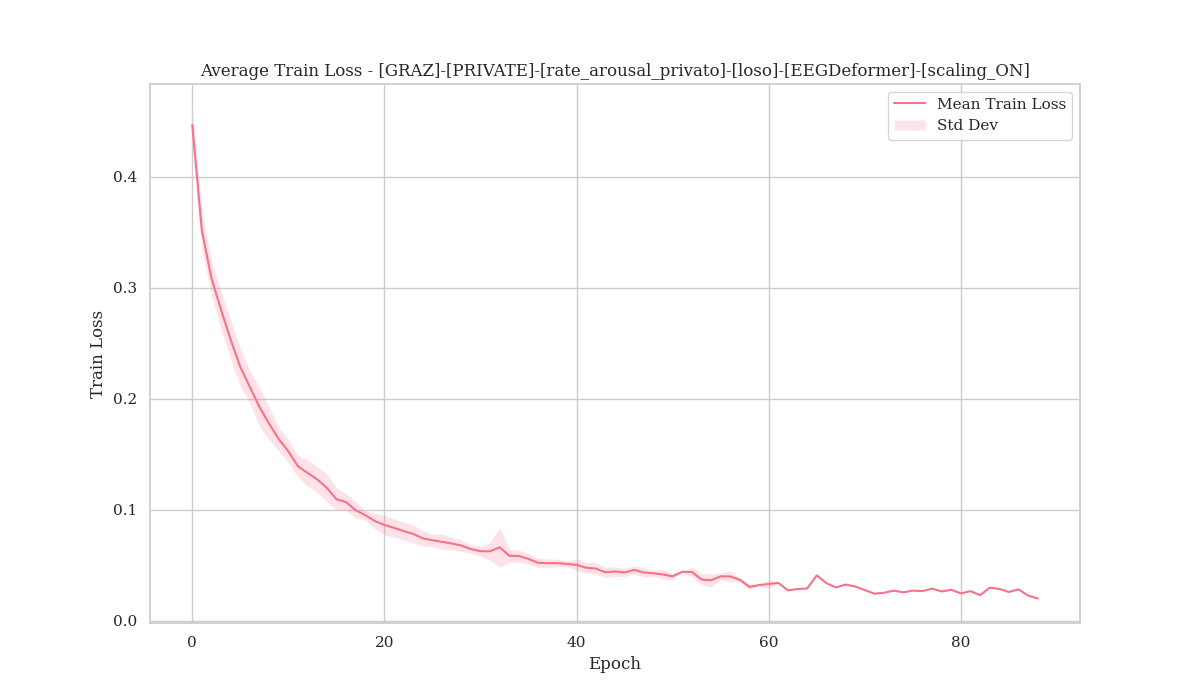 Average Train Loss - [GRAZ]-[PRIVATE]-[rate_arousal_privato]-[loso]-[EEGDeformer]-[scaling_ON]
Mean Train Loss
Std Dev
0.4
0.3
0.2
0.1
0.0
Train Loss
0 20 40 60 80
Epoch